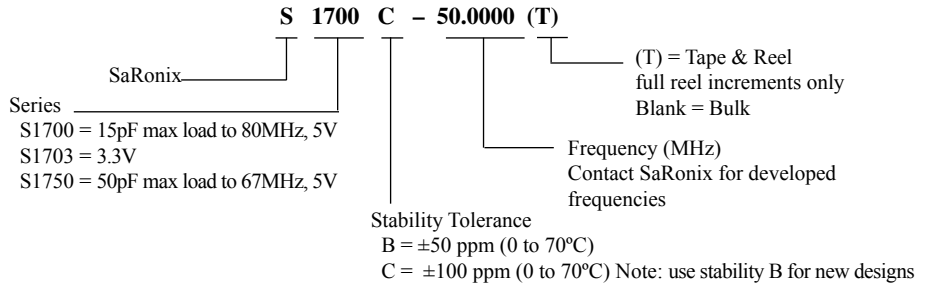 S 1700 C – 50.0000 (T)
SaRonix
Series
S1700 = 15pF max load to 80MHz, 5V
S1703 = 3.3V
S1750 = 50pF max load to 67MHz, 5V
(T) = Tape & Reel
full reel increments only
Blank = Bulk
Frequency (MHz)
Contact SaRonix for developed
frequencies
Stability Tolerance
B = ±50 ppm (0 to 70ºC)
C = ±100 ppm (0 to 70ºC) Note: use stability B for new designs